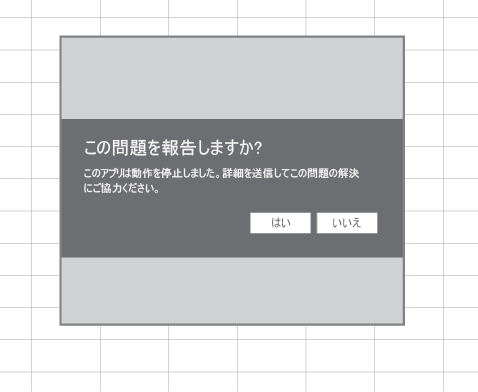 この問題を報告しますか?
このアプリは動作を停止しました。詳細を送信してこの問題の解決
にご協力ください。
はい
いいえ